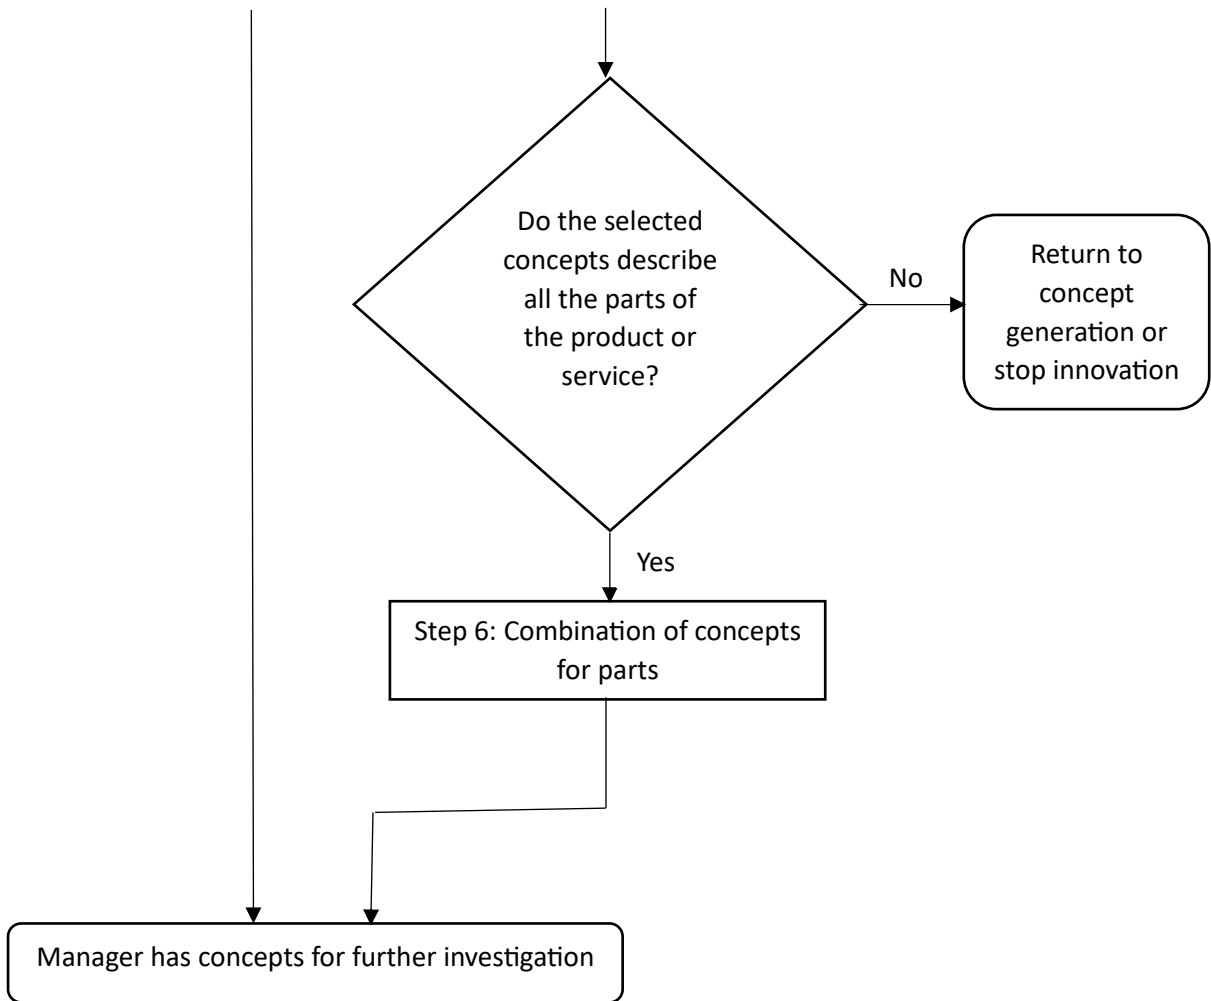 Do the selected
concepts describe
all the parts of
the product or
service?
No
Return to
concept
generation or
stop innovation
Yes
Step 6: Combination of concepts
for parts
Manager has concepts for further investigation